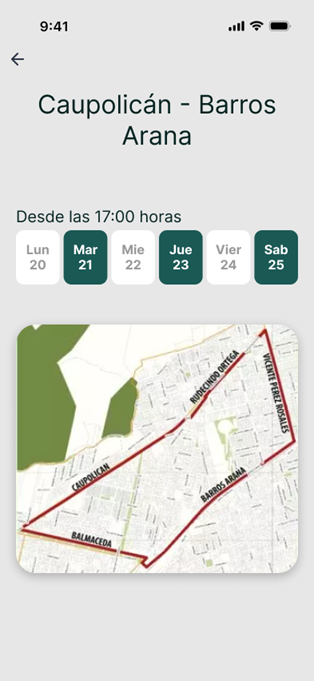 9:41
Caupolicán - Barros
Arana
Desde las 17:00 horas
Lun
20
Mar
21
Mie
22
Jue
23
Vier
24
Sab
25
RUDECINDO ORTEGA
VICENTE PEREZ ROSALES
CAUPOLICAN
BARROS ARANA
BALMACEDA